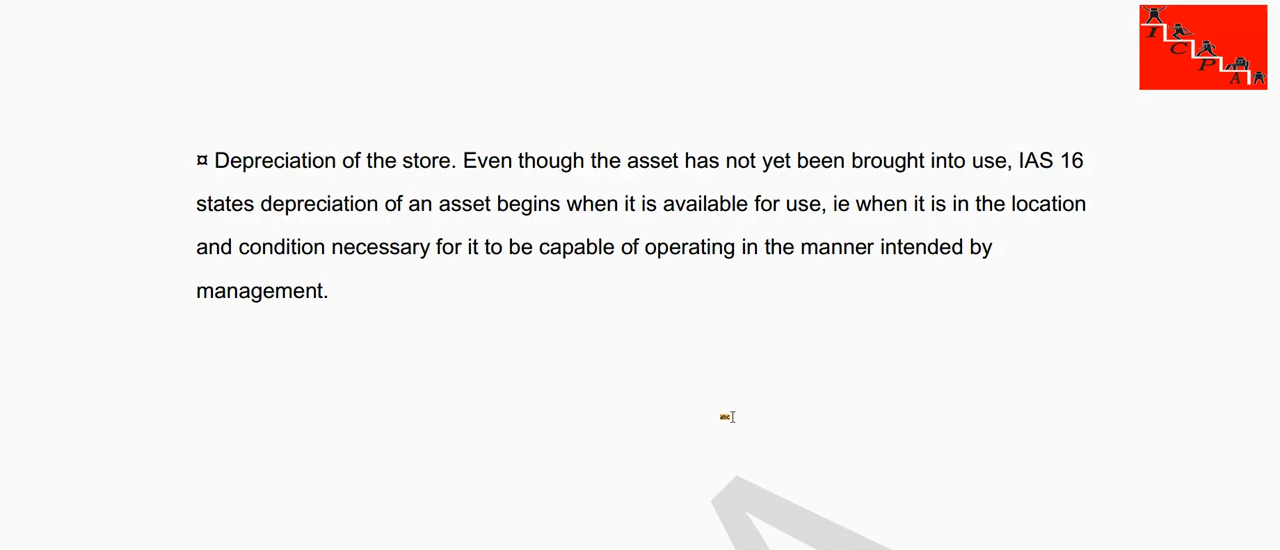 I
C
P
A
¤ Depreciation of the store. Even though the asset has not yet been brought into use, IAS 16
states depreciation of an asset begins when it is available for use, ie when it is in the location
and condition necessary for it to be capable of operating in the manner intended by
management.